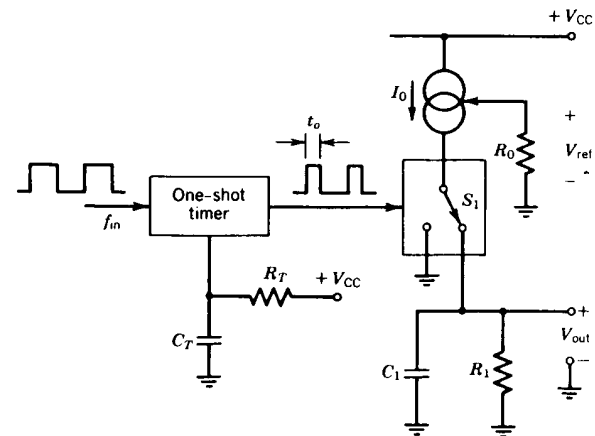 + V_CC
I_0
t_o
R_0
+
V_ref
−
One-shot
timer
f_in
S_1
R_T
+ V_CC
C_T
C_1
R_1
+
V_out
−